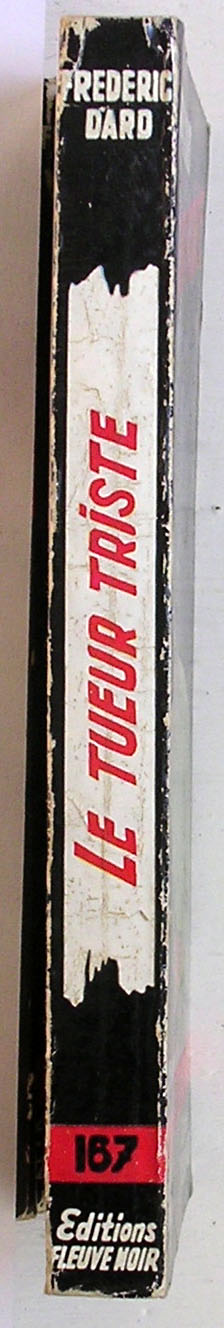 FREDERIC
DARD
LE TUEUR TRiSTE
167
Editions
FLEUVE NOIR